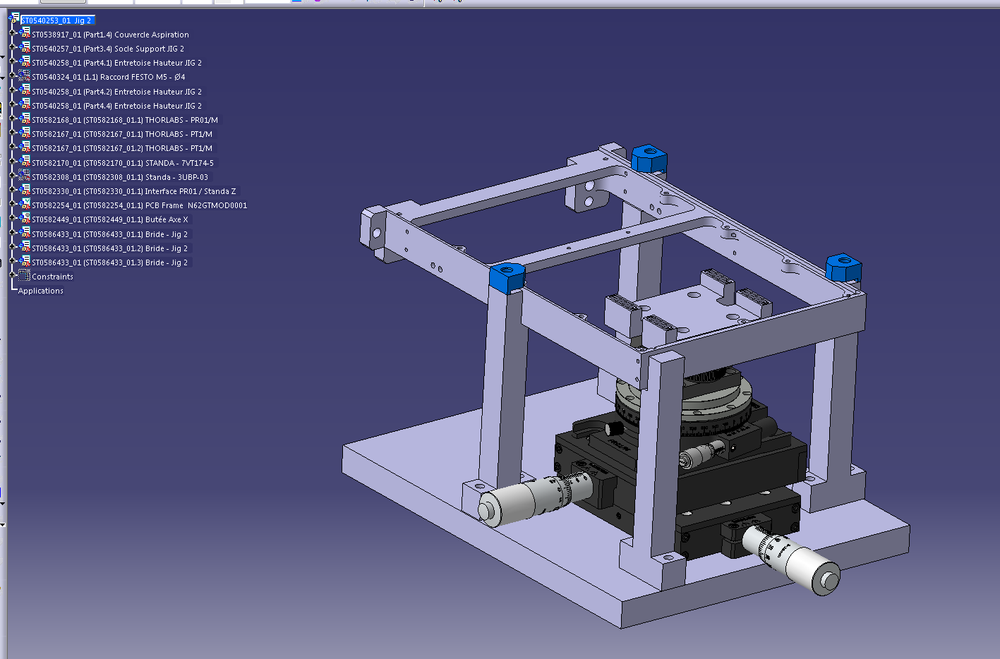 ST0540253_01 Jig 2
ST0538917_01 (Part1.4) Couvercle Aspiration
ST0540257_01 (Part3.4) Socle Support JIG 2
ST0540258_01 (Part4.1) Entretoise Hauteur JIG 2
ST0540324_01 (1.1) Raccord FESTO M5 - Ø4
ST0540258_01 (Part4.2) Entretoise Hauteur JIG 2
ST0540258_01 (Part4.4) Entretoise Hauteur JIG 2
ST0582168_01 (ST0582168_01.1) THORLABS - PR01/M
ST0582167_01 (ST0582167_01.1) THORLABS - PT1/M
ST0582167_01 (ST0582167_01.2) THORLABS - PT1/M
ST0582170_01 (ST0582170_01.1) STANDA - 7VT174-5
ST0582308_01 (ST0582308_01.1) Standa - 3UBP-03
ST0582330_01 (ST0582330_01.1) Interface PR01 / Standa Z
ST0582254_01 (ST0582254_01.1) PCB Frame N62GTMOD0001
ST0582449_01 (ST0582449_01.1) Butée Axe X
ST0586433_01 (ST0586433_01.1) Bride - Jig 2
ST0586433_01 (ST0586433_01.2) Bride - Jig 2
ST0586433_01 (ST0586433_01.3) Bride - Jig 2
Constraints
Applications